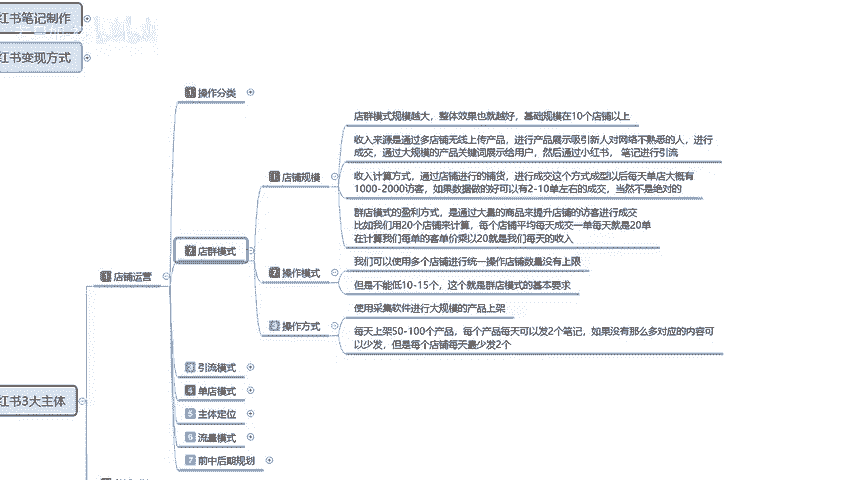 红书笔记制作
红书变现方式
1 操作分类
店群模式规模越大，整体效果也就越好，基础规模在10个店铺以上
收入来源是通过多店铺无线上传产品，进行产品展示吸引新人对网络不熟悉的人，进行
成交，通过大规模的产品关键词展示给用户，然后通过小红书， 笔记进行引流
1 店铺规模
收入计算方式，通过店铺进行的铺货，进行成交这个方式成型以后每天单店大概有
1000-2000访客，如果数据做的好可以有2-10单左右的成交，当然不是绝对的
群店模式的盈利方式，是通过大量的商品来提升店铺的访客进行成交
比如我们用20个店铺来计算，每个店铺平均每天成交一单每天就是20单
在计算我们每单的客单价乘以20就是我们每天的收入
2 店群模式
1 店铺运营
我们可以使用多个店铺进行统一操作店铺数量没有上限
2 操作模式
但是不能低10-15个，这个就是群店模式的基本要求
使用采集软件进行大规模的产品上架
3 操作方式
每天上架50-100个产品，每个产品每天可以发2个笔记，如果没有那么多对应的内容可
以少发，但是每个店铺每天最少发2个
3 引流模式
4 单店模式
红书3大主体
5 主体定位
6 流量模式
7 前中后期规划